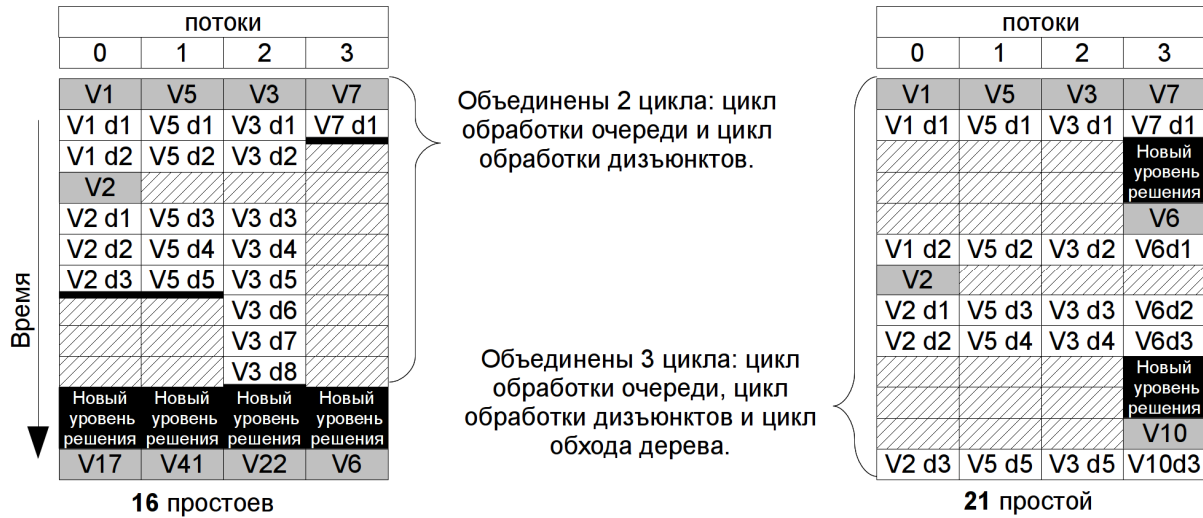 потоки
0 1 2 3
V1 V5 V3 V7
V1 d1 V5 d1 V3 d1 V7 d1
V1 d2 V5 d2 V3 d2
V2
V2 d1 V5 d3 V3 d3
V2 d2 V5 d4 V3 d4
V2 d3 V5 d5 V3 d5
V3 d6
V3 d7
V3 d8
Новый Новый Новый Новый
уровень уровень уровень уровень
решения решения решения решения
V17 V41 V22 V6
16 простоев
Время
Объединены 2 цикла: цикл
обработки очереди и цикл
обработки дизъюнктов.
Объединены 3 цикла: цикл
обработки очереди, цикл
обработки дизъюнктов и цикл
обхода дерева.
потоки
0 1 2 3
V1 V5 V3 V7
V1 d1 V5 d1 V3 d1 V7 d1
Новый
уровень
решения
V6
V1 d2 V5 d2 V3 d2 V6d1
V2
V2 d1 V5 d3 V3 d3 V6d2
V2 d2 V5 d4 V3 d4 V6d3
Новый
уровень
решения
V10
V2 d3 V5 d5 V3 d5 V10d3
21 простой